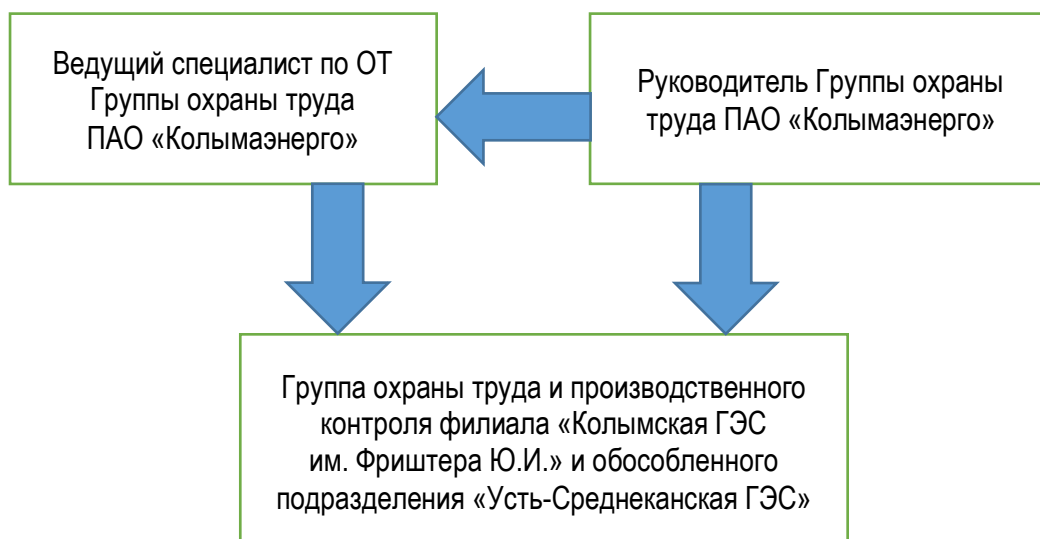 Ведущий специалист по ОТ
Группы охраны труда
ПАО «Колымаэнерго»
Руководитель Группы охраны
труда ПАО «Колымаэнерго»
Группа охраны труда и производственного
контроля филиала «Колымская ГЭС
им. Фриштера Ю.И.» и обособленного
подразделения «Усть-Среднеканская ГЭС»